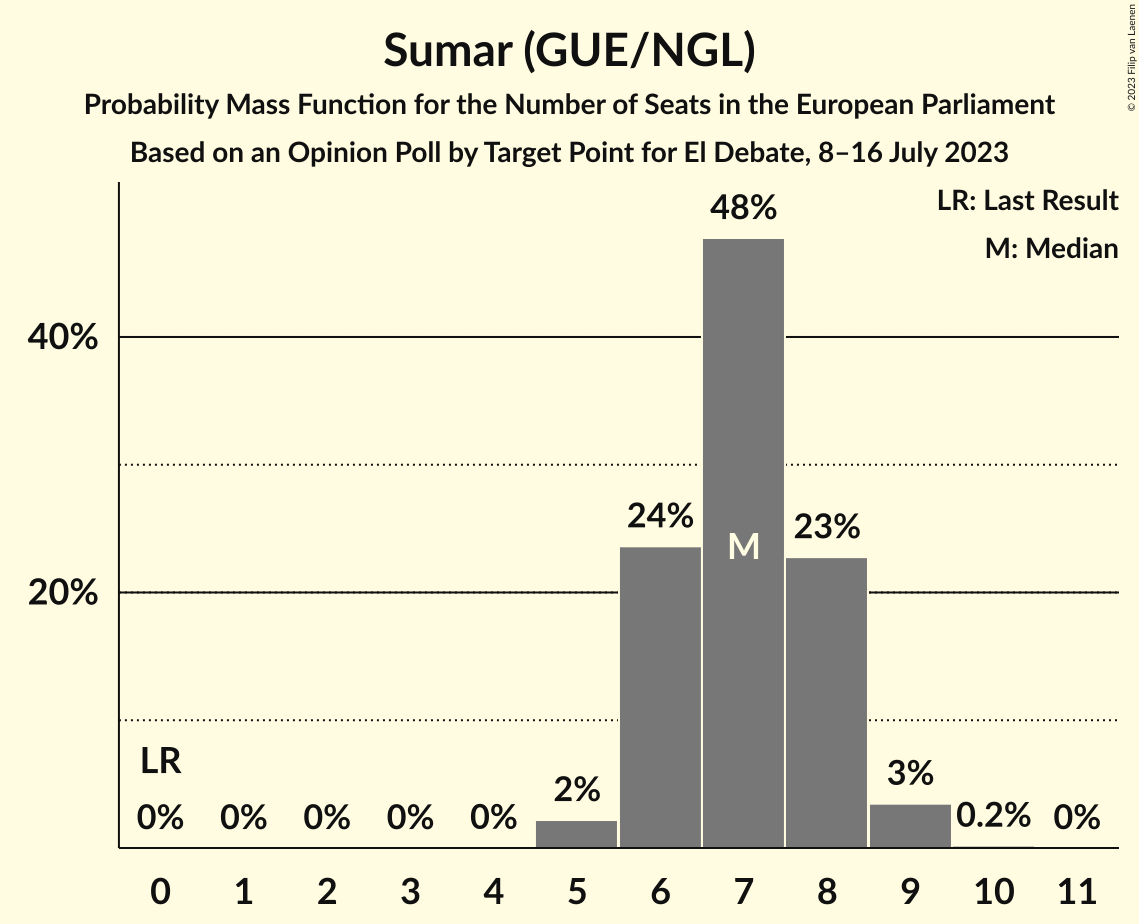 Sumar (GUE/NGL)
Probability Mass Function for the Number of Seats in the European Parliament
Based on an Opinion Poll by Target Point for El Debate, 8–16 July 2023
© 2023 Filip van Laenen
LR: Last Result
M: Median
48%
40%
24%
M
23%
20%
LR
0%
0%
0%
0%
0%
2%
3%
0.2%
0%
0 1 2 3 4 5 6 7 8 9 10 11